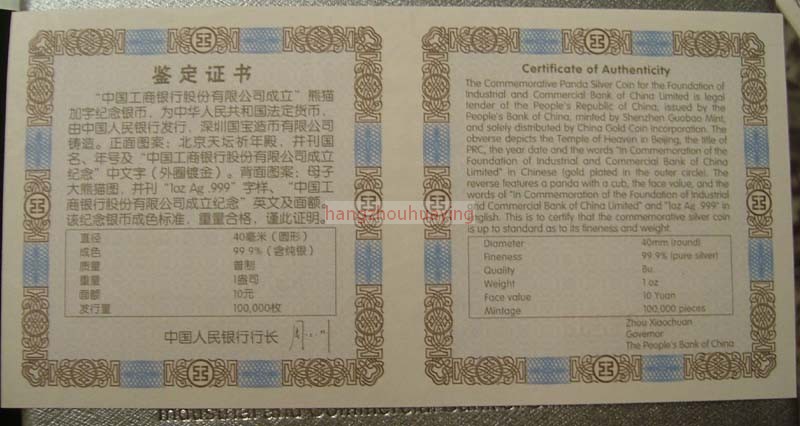 鉴定证书
“中国工商银行股份有限公司成立”熊猫
加字纪念银币，为中华人民共和国法定货币，
由中国人民银行发行，深圳国宝造币有限公司
铸造。正面图案：北京天坛祈年殿，并刊国
名、年号及“中国工商银行股份有限公司成立
纪念”中文字（外圈镀金）。背面图案：母子
大熊猫图，并刊“1oz Ag .999”字样、“中国工
商银行股份有限公司成立纪念”英文及面额。
该纪念银币成色标准，重量合格，谨此证明。
直径 40毫米（圆形）
成色 99.9%（含纯银）
质量 普制
重量 1盎司
面额 10元
发行量 100,000枚
中国人民银行行长
Certificate of Authenticity
The Commemorative Panda Silver Coin for the Foundation of
Industrial and Commercial Bank of China Limited is legal
tender of the People's Republic of China, issued by the
People's Bank of China, minted by Shenzhen Guobao Mint,
and solely distributed by China Gold Coin Incorporation. The
obverse depicts the Temple of Heaven in Beijing, the title of
PRC, the year date and the words "In Commemoration of the
Foundation of Industrial and Commercial Bank of China
Limited" in Chinese (gold plated in the outer circle). The
reverse features a panda with a cub, the face value, and the
words of "In Commemoration of the Foundation of Industrial
and Commercial Bank of China Limited" and "1oz Ag .999" in
English. This is to certify that the commemorative silver coin
is up to standard as to its fineness and weight.
Diameter 40mm (round)
Fineness 99.9% (pure silver)
Quality Bu.
Weight 1 oz
Face value 10 Yuan
Mintage 100,000 pieces
Zhou Xiaochuan
Governor
The People's Bank of China
hangzhouhuaying
Industrial and Commercial Bank